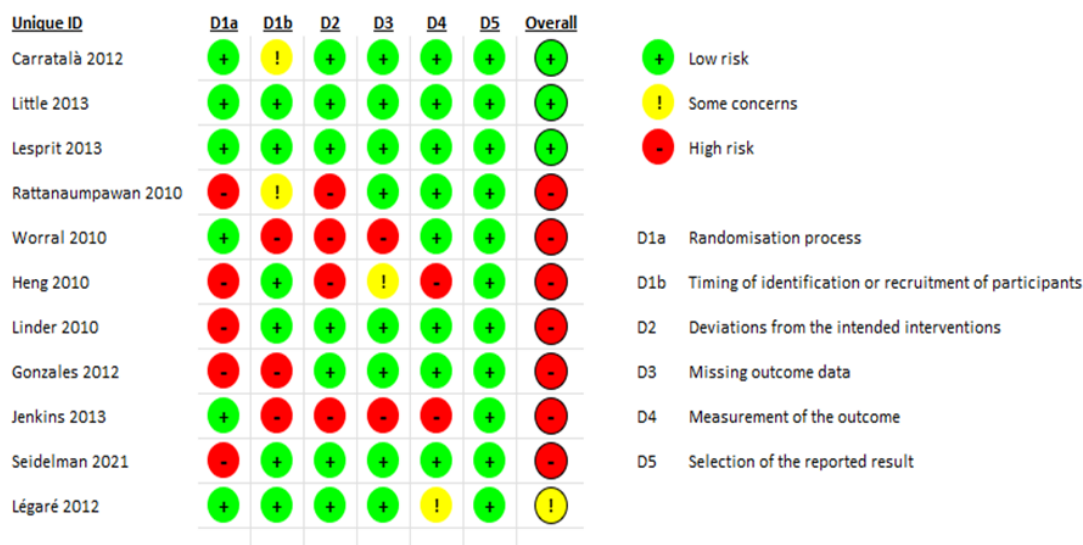 Unique ID D1a D1b D2 D3 D4 D5 Overall
Carratalà 2012 + ! + + + + +
Little 2013 + + + + + + +
Lesprit 2013 + + + + + + +
Rattanaumpawan 2010 - ! - + + + -
Worral 2010 + - - - + + -
Heng 2010 - + - ! - + -
Linder 2010 - + + + + + -
Gonzales 2012 - - + + + + -
Jenkins 2013 + - - - - + -
Seidelman 2021 - + + + + + -
Légaré 2012 + + + + ! + !
+ Low risk
! Some concerns
- High risk
D1a Randomisation process
D1b Timing of identification or recruitment of participants
D2 Deviations from the intended interventions
D3 Missing outcome data
D4 Measurement of the outcome
D5 Selection of the reported result